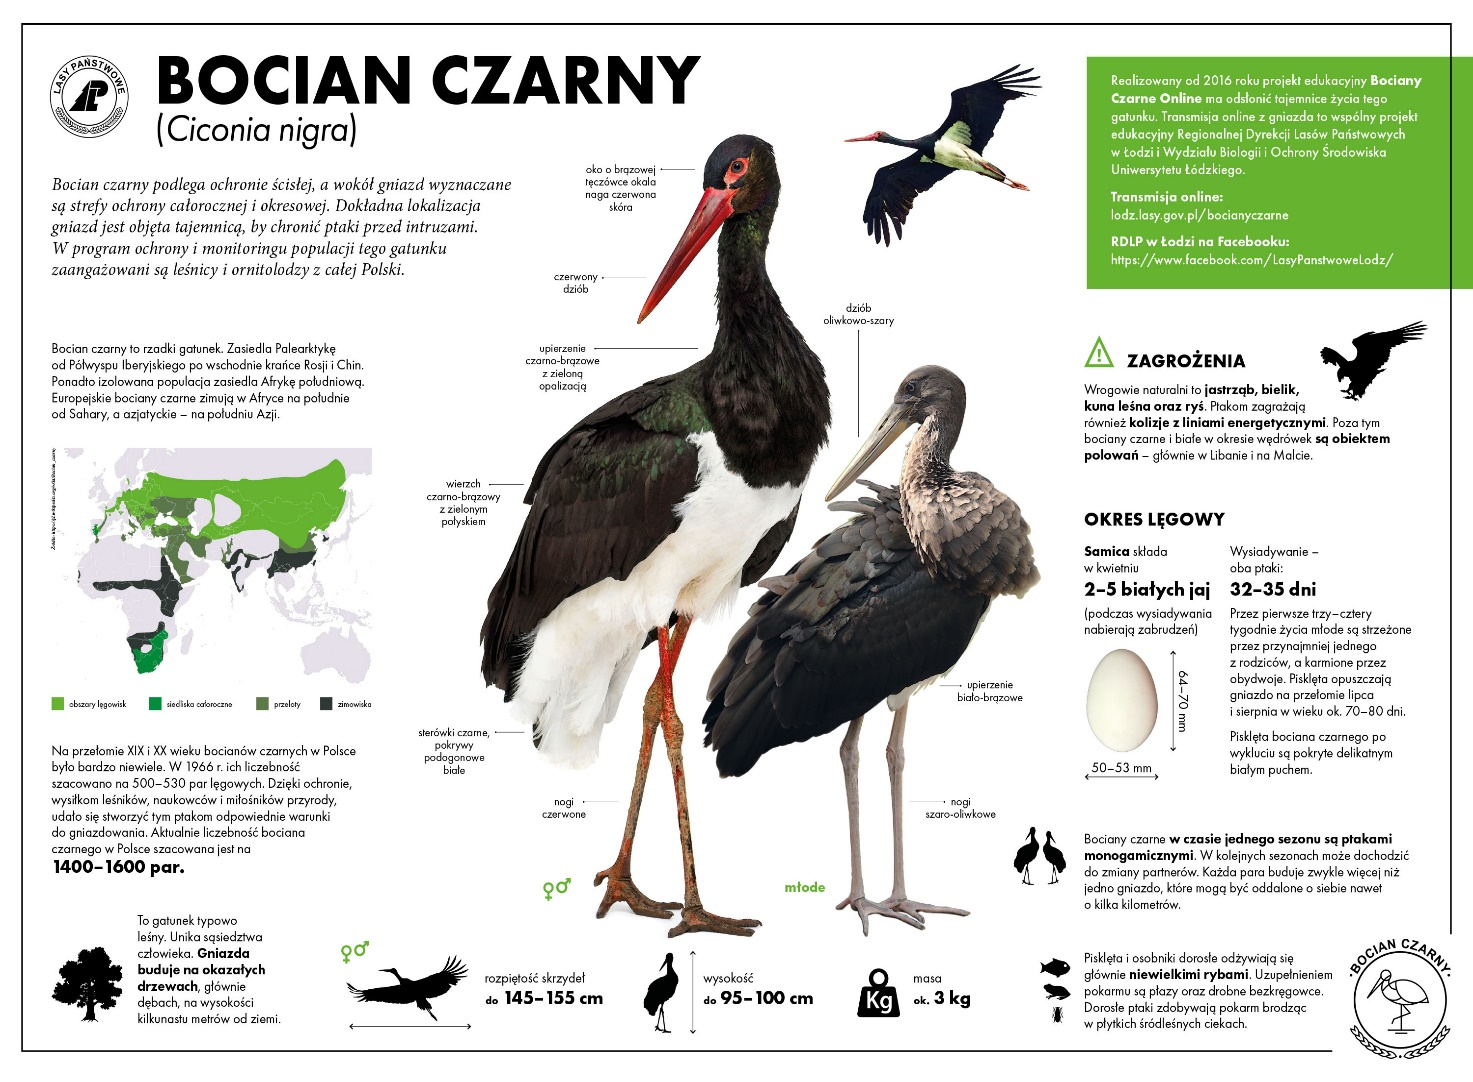 LASY PAŃSTWOWE
BOCIAN CZARNY
(Ciconia nigra)
Bocian czarny podlega ochronie ścisłej, a wokół gniazd wyznaczane
są strefy ochrony całorocznej i okresowej. Dokładna lokalizacja
gniazd jest objęta tajemnicą, by chronić ptaki przed intruzami.
W program ochrony i monitoringu populacji tego gatunku
zaangażowani są leśnicy i ornitolodzy z całej Polski.
Bocian czarny to rzadki gatunek. Zasiedla Palearktykę
od Półwyspu Iberyjskiego po wschodnie krańce Rosji i Chin.
Ponadto izolowana populacja zasiedla Afrykę południową.
Europejskie bociany czarne zimują w Afryce na południe
od Sahary, a azjatyckie – na południu Azji.
obszary lęgowisk
siedliska całoroczne
przeloty
zimowiska
Na przełomie XIX i XX wieku bocianów czarnych w Polsce
było bardzo niewiele. W 1966 r. ich liczebność
szacowano na 500–530 par lęgowych. Dzięki ochronie,
wysiłkom leśników, naukowców i miłośników przyrody,
udało się stworzyć tym ptakom odpowiednie warunki
do gniazdowania. Aktualnie liczebność bociana
czarnego w Polsce szacowana jest na
1400–1600 par.
To gatunek typowo
leśny. Unika sąsiedztwa
człowieka. Gniazda
buduje na okazałych
drzewach, głównie
dębach, na wysokości
kilkunastu metrów od ziemi.
oko o brązowej
tęczówce okala
naga czerwona
skóra
czerwony
dziób
upierzenie
czarno-brązowe
z zieloną
opalizacją
wierzch
czarno-brązowy
z zielonym
połyskiem
sterówki czarne,
pokrywy
podogonowe
białe
nogi
czerwone
dziób
oliwkowo-szary
upierzenie
biało-brązowe
nogi
szaro-oliwkowe
młode
rozpiętość skrzydeł
do 145–155 cm
wysokość
do 95–100 cm
Kg
masa
ok. 3 kg
Realizowany od 2016 roku projekt edukacyjny Bociany
Czarne Online ma odsłonić tajemnice życia tego
gatunku. Transmisja online z gniazda to wspólny projekt
edukacyjny Regionalnej Dyrekcji Lasów Państwowych
w Łodzi i Wydziału Biologii i Ochrony Środowiska
Uniwersytetu Łódzkiego.
Transmisja online:
lodz.lasy.gov.pl/bocianyczarne
RDLP w Łodzi na Facebooku:
https://www.facebook.com/LasyPanstwoweLodz/
ZAGROŻENIA
Wrogowie naturalni to jastrząb, bielik,
kuna leśna oraz ryś. Ptakom zagrażają
również kolizje z liniami energetycznymi. Poza tym
bociany czarne i białe w okresie wędrówek są obiektem
polowań – głównie w Libanie i na Malcie.
OKRES LĘGOWY
Samica składa
w kwietniu
2–5 białych jaj
(podczas wysiadywania
nabierają zabrudzeń)
64–70 mm
50–53 mm
Wysiadywanie –
oba ptaki:
32–35 dni
Przez pierwsze trzy–cztery
tygodnie życia młode są strzeżone
przez przynajmniej jednego
z rodziców, a karmione przez
obydwoje. Pisklęta opuszczają
gniazdo na przełomie lipca
i sierpnia w wieku ok. 70–80 dni.
Pisklęta bociana czarnego po
wykluciu są pokryte delikatnym
białym puchem.
Bociany czarne w czasie jednego sezonu są ptakami
monogamicznymi. W kolejnych sezonach może dochodzić
do zmiany partnerów. Każda para buduje zwykle więcej niż
jedno gniazdo, które mogą być oddalone o siebie nawet
o kilka kilometrów.
Pisklęta i osobniki dorosłe odżywiają się
głównie niewielkimi rybami. Uzupełnieniem
pokarmu są płazy oraz drobne bezkręgowce.
Dorosłe ptaki zdobywają pokarm brodząc
w płytkich śródleśnych ciekach.
BOCIAN CZARNY